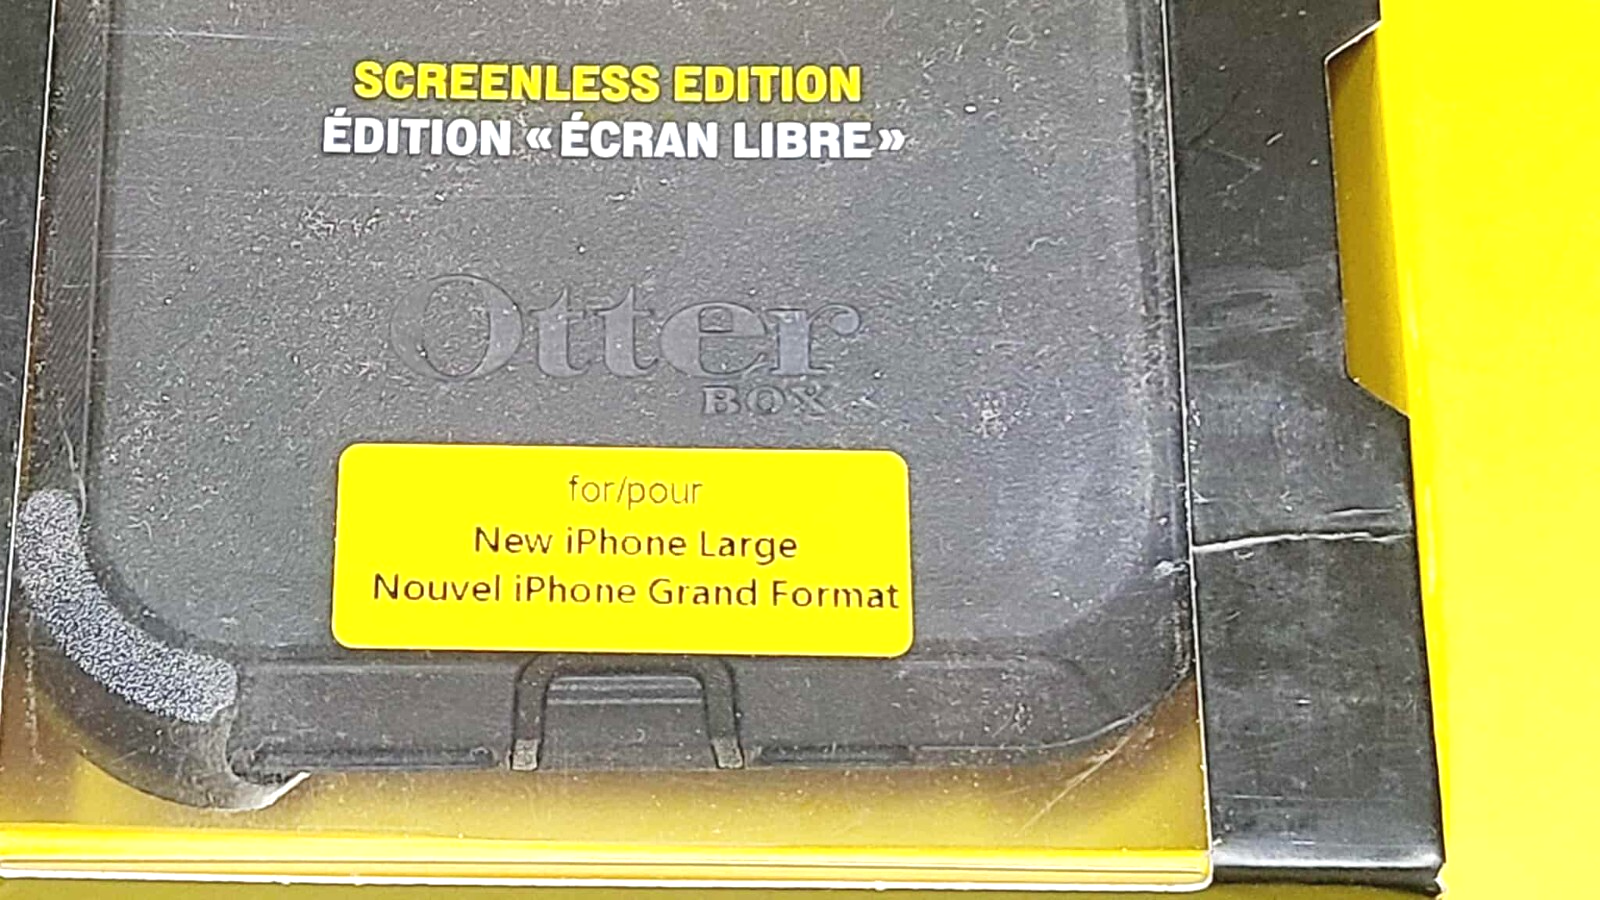 SCREENLESS EDITION
ÉDITION « ÉCRAN LIBRE »
Otter
BOX
for/pour
New iPhone Large
Nouvel iPhone Grand Format